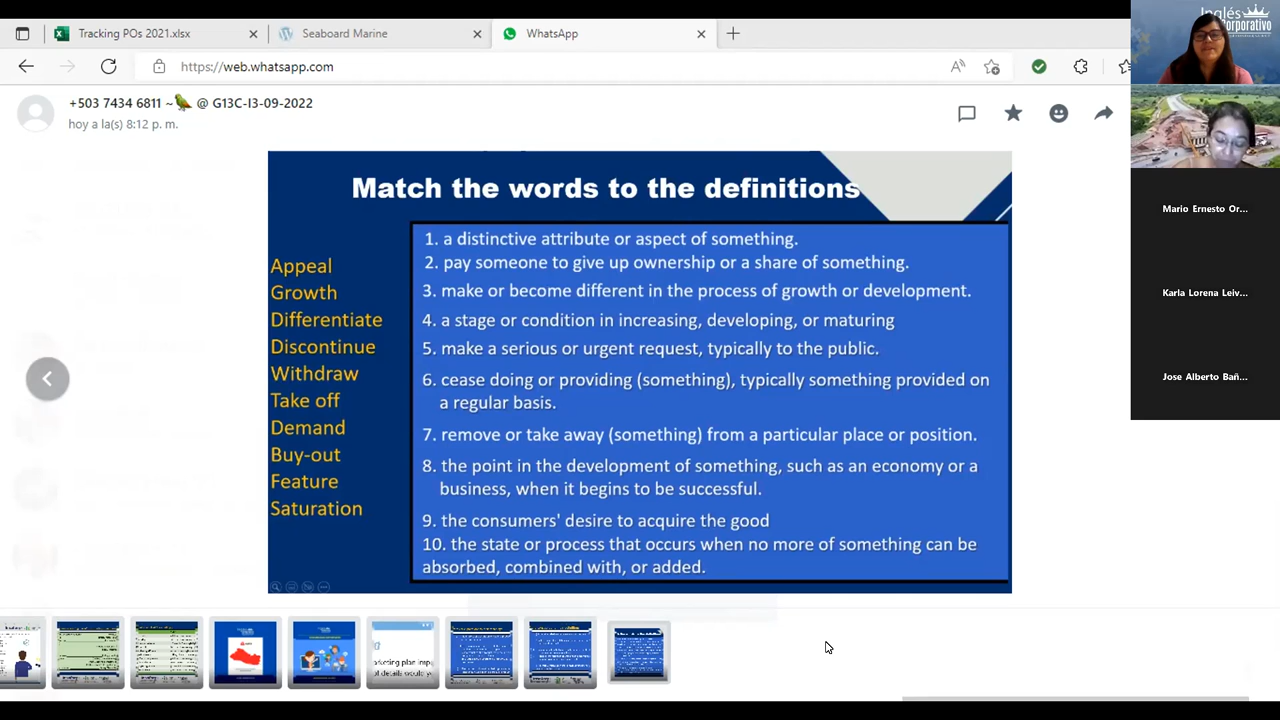 Tracking POs 2021.xlsx
Seaboard Marine
WhatsApp
https://web.whatsapp.com
Inglés
Corporativo
+503 7434 6811 ~🦜 @ G13C-I3-09-2022
hoy a la(s) 8:12 p. m.
Match the words to the definitions
Appeal
Growth
Differentiate
Discontinue
Withdraw
Take off
Demand
Buy-out
Feature
Saturation
1. a distinctive attribute or aspect of something.
2. pay someone to give up ownership or a share of something.
3. make or become different in the process of growth or development.
4. a stage or condition in increasing, developing, or maturing
5. make a serious or urgent request, typically to the public.
6. cease doing or providing (something), typically something provided on
a regular basis.
7. remove or take away (something) from a particular place or position.
8. the point in the development of something, such as an economy or a
business, when it begins to be successful.
9. the consumers' desire to acquire the good
10. the state or process that occurs when no more of something can be
absorbed, combined with, or added.
Mario Ernesto Or...
Karla Lorena Leiv...
Jose Alberto Bañ...